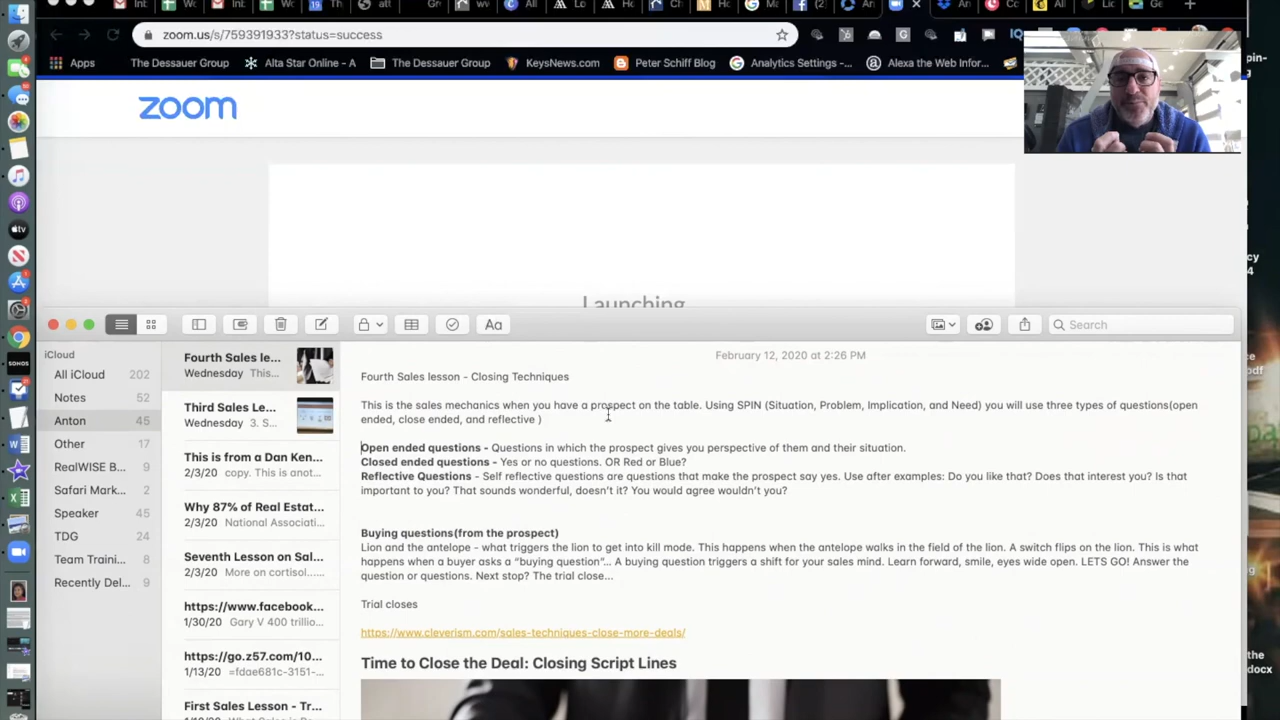 zoom.us/s/759391933?status=success
Apps
The Dessauer Group
Alta Star Online - A
The Dessauer Group
KeysNews.com
Peter Schiff Blog
Analytics Settings -...
Alexa the Web Infor...
zoom
Launching
Search
iCloud
All iCloud 202
Notes 52
Anton 45
Other 17
RealWISE B... 9
Safari Mark...
Speaker 45
TDG 24
Team Traini... 8
Recently Del... 9
Fourth Sales le...
Wednesday This...
Third Sales Le...
Wednesday 3. S...
This is from a Dan Ken...
2/3/20 copy. This is anot...
Why 87% of Real Estat...
2/3/20 National Associati...
Seventh Lesson on Sal...
2/3/20 More on cortisol...
https://www.facebook...
1/30/20 Gary V 400 trillio...
https://go.z57.com/10...
1/13/20 =fdae681c-3151-...
First Sales Lesson - Tr...
February 12, 2020 at 2:26 PM
Fourth Sales lesson - Closing Techniques
This is the sales mechanics when you have a prospect on the table. Using SPIN (Situation, Problem, Implication, and Need) you will use three types of questions(open
ended, close ended, and reflective )
Open ended questions - Questions in which the prospect gives you perspective of them and their situation.
Closed ended questions - Yes or no questions. OR Red or Blue?
Reflective Questions - Self reflective questions are questions that make the prospect say yes. Use after examples: Do you like that? Does that interest you? Is that
important to you? That sounds wonderful, doesn't it? You would agree wouldn't you?
Buying questions(from the prospect)
Lion and the antelope - what triggers the lion to get into kill mode. This happens when the antelope walks in the field of the lion. A switch flips on the lion. This is what
happens when a buyer asks a "buying question"... A buying question triggers a shift for your sales mind. Learn forward, smile, eyes wide open. LETS GO! Answer the
question or questions. Next stop? The trial close...
Trial closes
https://www.cleverism.com/sales-techniques-close-more-deals/
Time to Close the Deal: Closing Script Lines